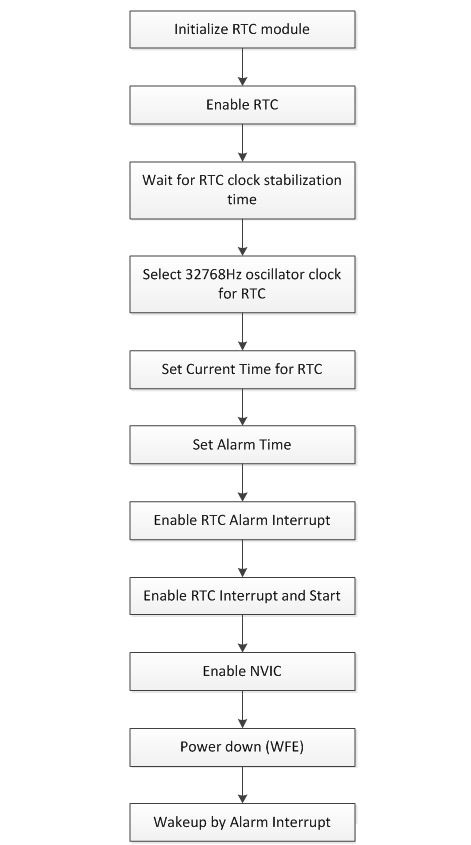 Initialize RTC module
Enable RTC
Wait for RTC clock stabilization
time
Select 32768Hz oscillator clock
for RTC
Set Current Time for RTC
Set Alarm Time
Enable RTC Alarm Interrupt
Enable RTC Interrupt and Start
Enable NVIC
Power down (WFE)
Wakeup by Alarm Interrupt